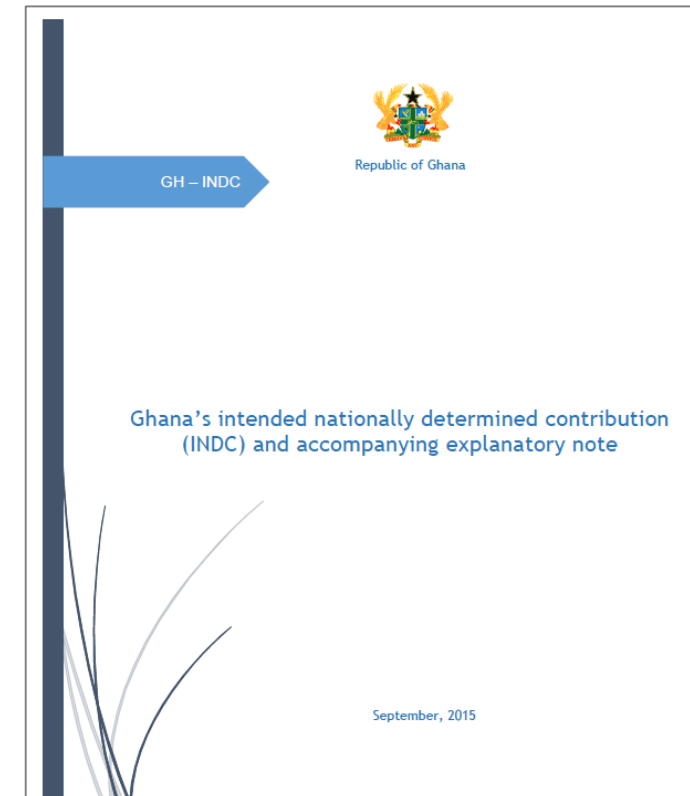 Republic of Ghana
GH – INDC
Ghana’s intended nationally determined contribution
(INDC) and accompanying explanatory note
September, 2015